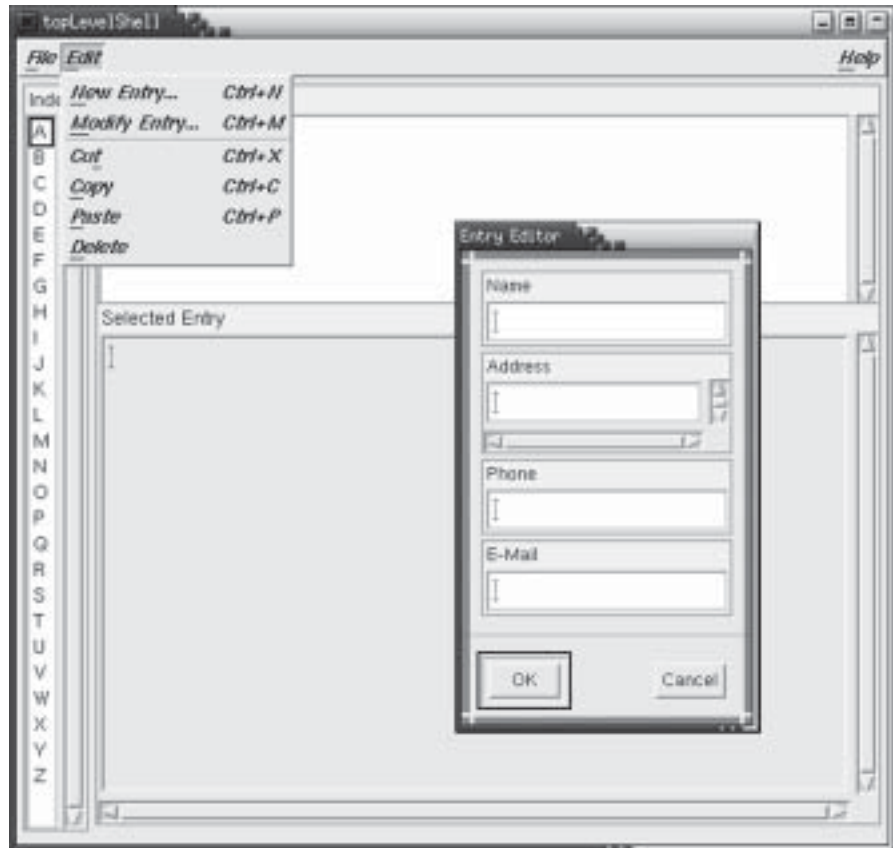 topLevelShell
File Edit Help
New Entry... Ctrl+N
Modify Entry... Ctrl+M
Cut Ctrl+X
Copy Ctrl+C
Paste Ctrl+P
Delete
Inde
A
B
C
D
E
F
G
H
I
J
K
L
M
N
O
P
Q
R
S
T
U
V
W
X
Y
Z
Selected Entry
Entry Editor
Name
Address
Phone
E-Mail
OK Cancel